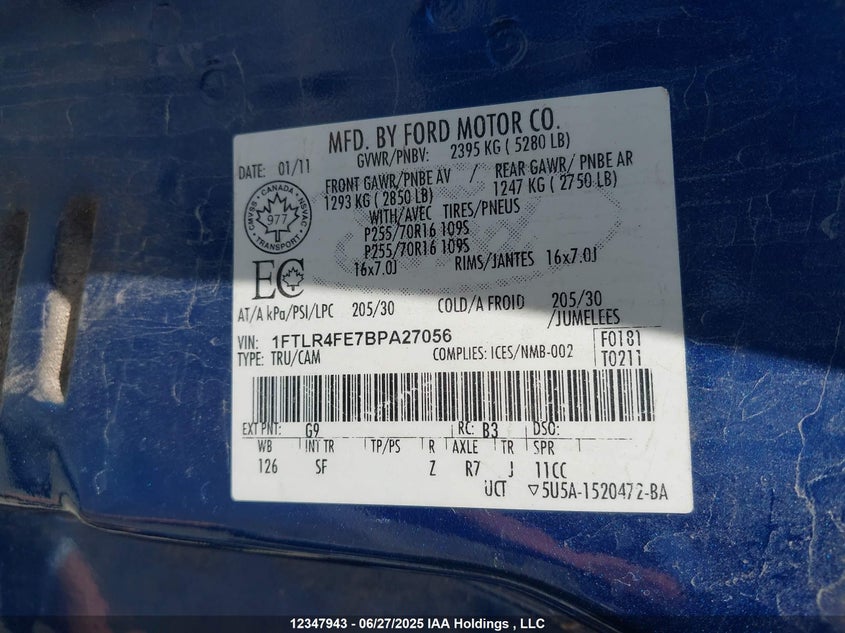 MFD. BY FORD MOTOR CO.
DATE: 01/11
GVWR/PNBV: 2395 KG ( 5280 LB)
FRONT GAWR/PNBE AV / REAR GAWR/ PNBE AR
1293 KG ( 2850 LB) 1247 KG ( 2750 LB)
WITH/AVEC TIRES/PNEUS
P255/70R16 109S
P255/70R16 109S
16x7.0J RIMS/JANTES 16x7.0J
CANADA
CMVSS NSVAC
977
TRANSPORT
EC
AT/A kPa/PSI/LPC 205/30 COLD/A FROID 205/30
/JUMELEES
VIN: 1FTLR4FE7BPA27056 F0181
TYPE: TRU/CAM COMPLIES: ICES/NMB-002 T0211
EXT PNT: G9 RC: B3 DSO:
WB INT TR TP/PS R AXLE TR SPR
126 SF Z R7 J 11CC
UCT ▽5U5A-1520472-BA
12347943 - 06/27/2025 IAA Holdings , LLC